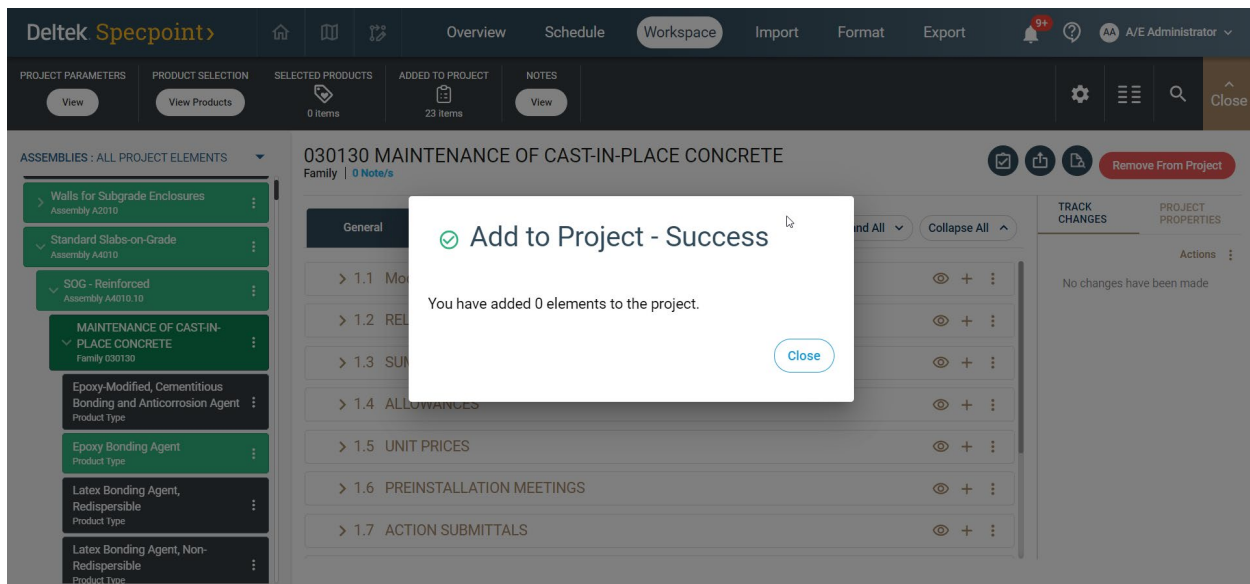 Deltek Specpoint
Overview Schedule Workspace Import Format Export
9+
AA A/E Administrator
PROJECT PARAMETERS PRODUCT SELECTION SELECTED PRODUCTS ADDED TO PROJECT NOTES
View View Products 0 items 23 items View
Close
ASSEMBLIES : ALL PROJECT ELEMENTS
Walls for Subgrade Enclosures
Assembly A2010
Standard Slabs-on-Grade
Assembly A4010
SOG - Reinforced
Assembly A4010.10
MAINTENANCE OF CAST-IN-
PLACE CONCRETE
Family 030130
Epoxy-Modified, Cementitious
Bonding and Anticorrosion Agent
Product Type
Epoxy Bonding Agent
Product Type
Latex Bonding Agent,
Redispersible
Product Type
Latex Bonding Agent, Non-
Redispersible
Product Type
030130 MAINTENANCE OF CAST-IN-PLACE CONCRETE
Family | 0 Note/s
Remove From Project
General
Collapse All
Add to Project - Success
You have added 0 elements to the project.
Close
1.1
1.2
1.3
1.4 ALLOWANCES
1.5 UNIT PRICES
1.6 PREINSTALLATION MEETINGS
1.7 ACTION SUBMITTALS
TRACK
CHANGES
PROJECT
PROPERTIES
Actions
No changes have been made